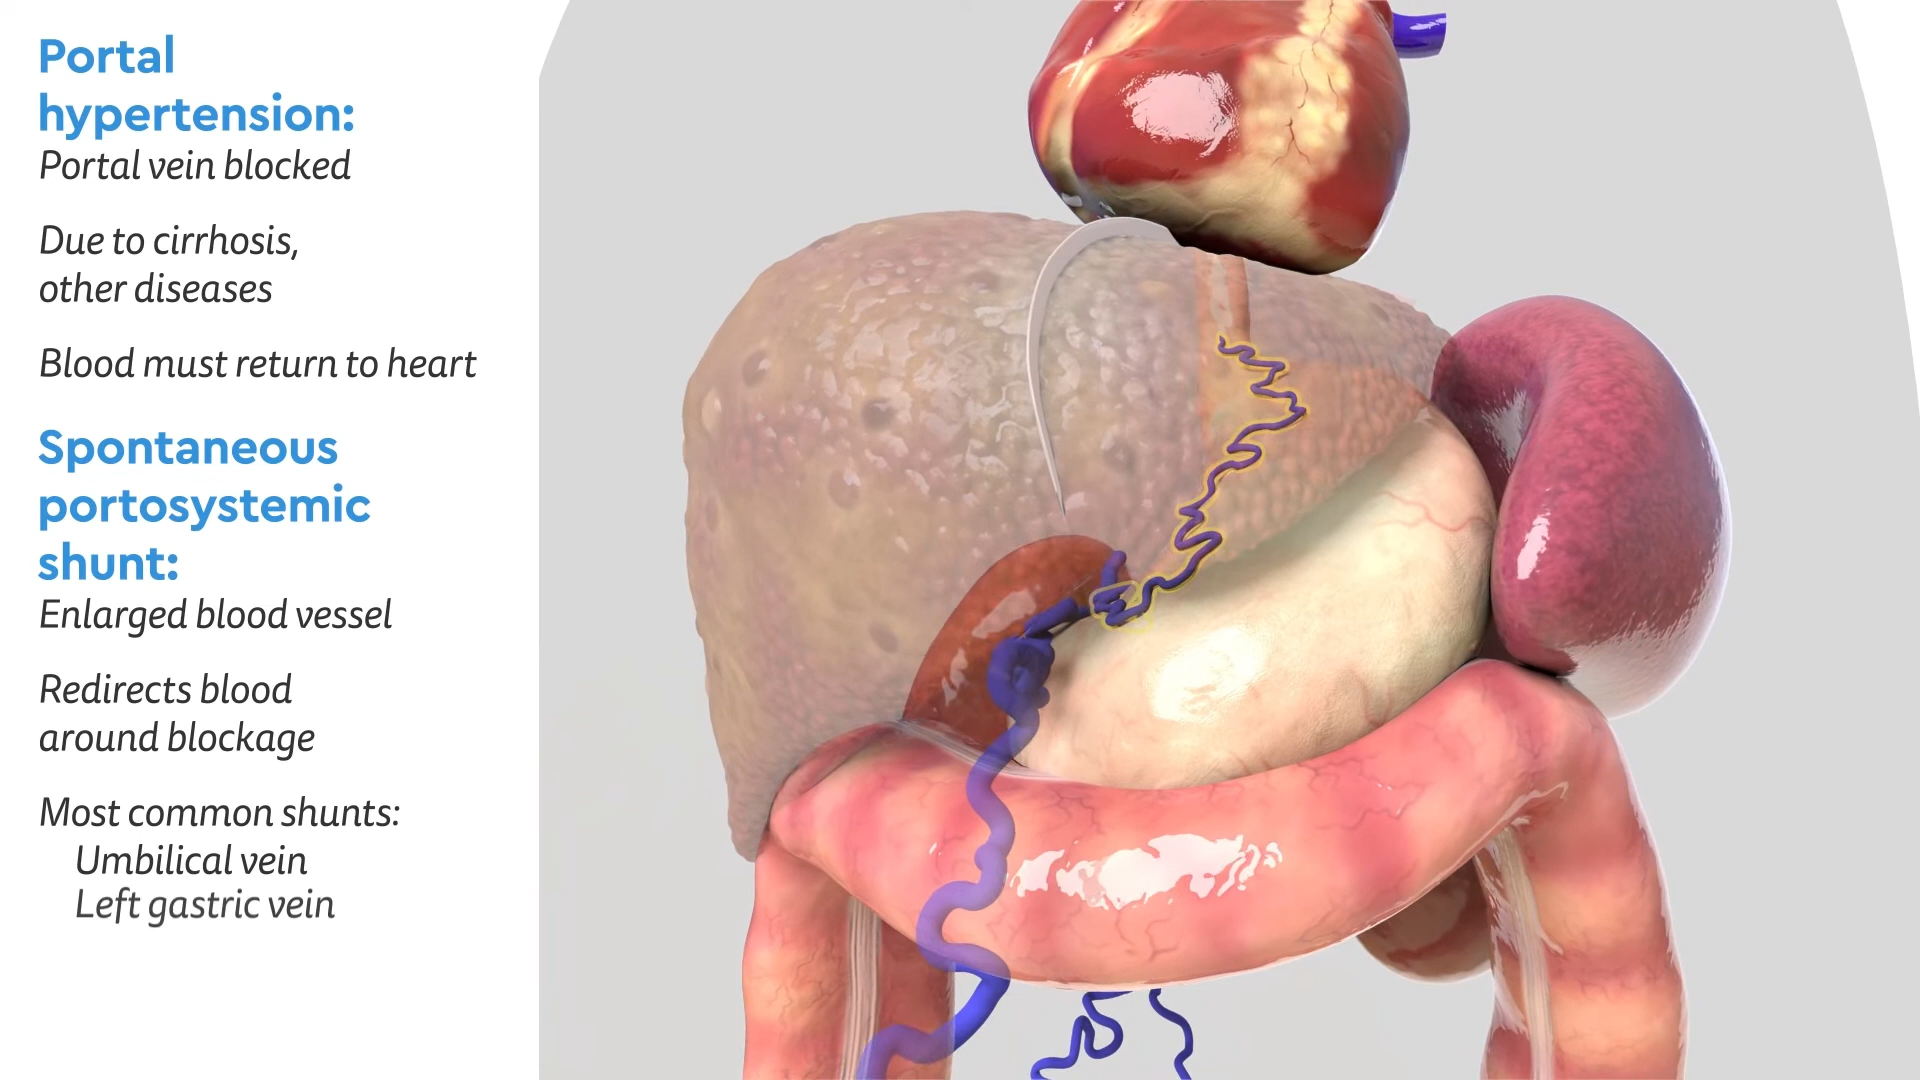 Portal
hypertension:
Portal vein blocked
Due to cirrhosis,
other diseases
Blood must return to heart
Spontaneous
portosystemic
shunt:
Enlarged blood vessel
Redirects blood
around blockage
Most common shunts:
Umbilical vein
Left gastric vein